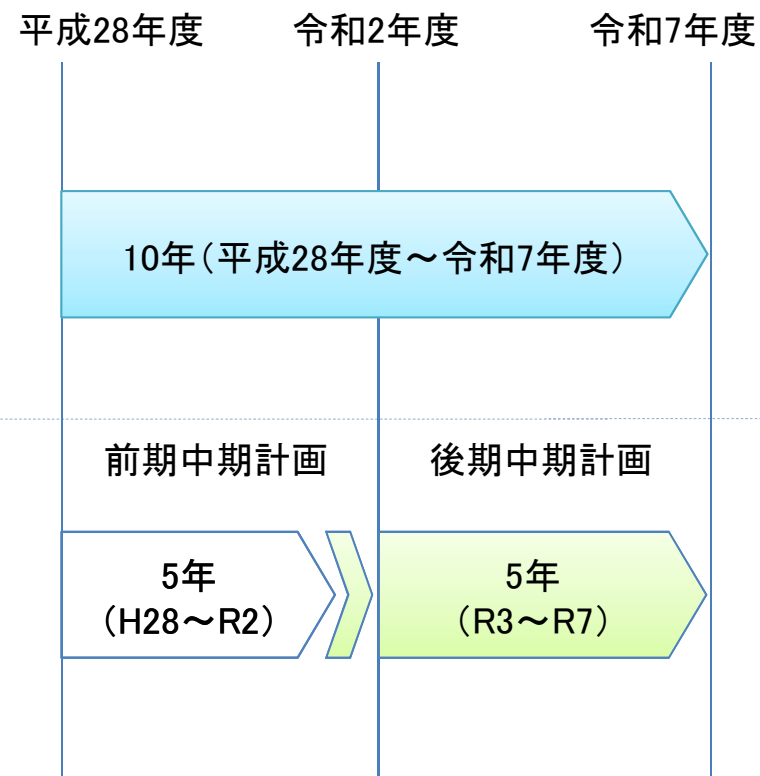 平成28年度
令和2年度
令和7年度
10年（平成28年度～令和7年度）
前期中期計画
後期中期計画
5年
（H28～R2）
5年
（R3～R7）